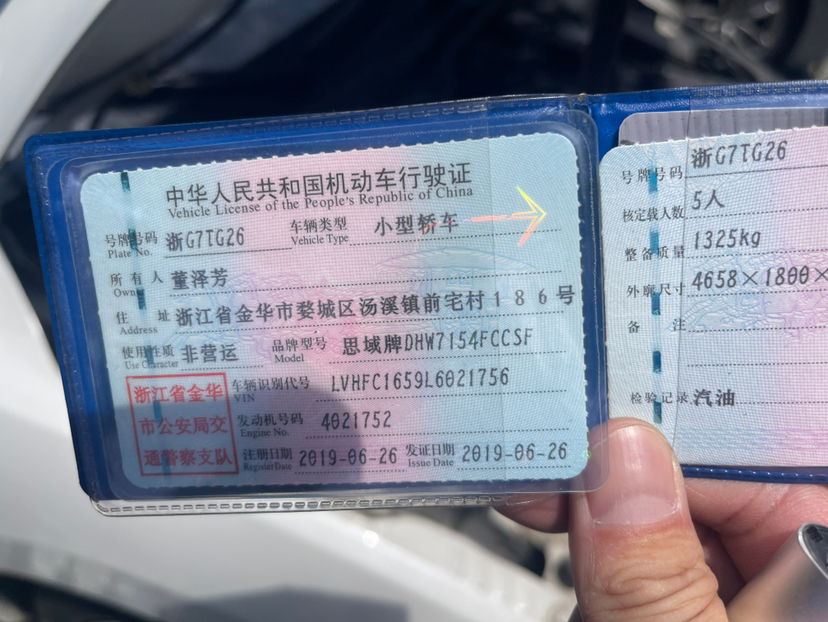 中华人民共和国机动车行驶证
Vehicle License of the People's Republic of China
号牌号码 浙G7TG26 车辆类型 小型轿车
Plate No. Vehicle Type
所有人 董泽芳
Owner
住址 浙江省金华市婺城区汤溪镇前宅村186号
Address
使用性质 非营运 品牌型号 思域牌DHW7154FCCSF
Use Character Model
浙江省金华
市公安局交
通警察支队
车辆识别代号 LVHFC1659L6021756
VIN
发动机号码 4021752
Engine No.
注册日期 2019-06-26 发证日期 2019-06-26
Register Date Issue Date
号牌号码 浙G7TG26
核定载人数 5人
整备质量 1325kg
外廓尺寸 4658×1800×
备注
检验记录 汽油